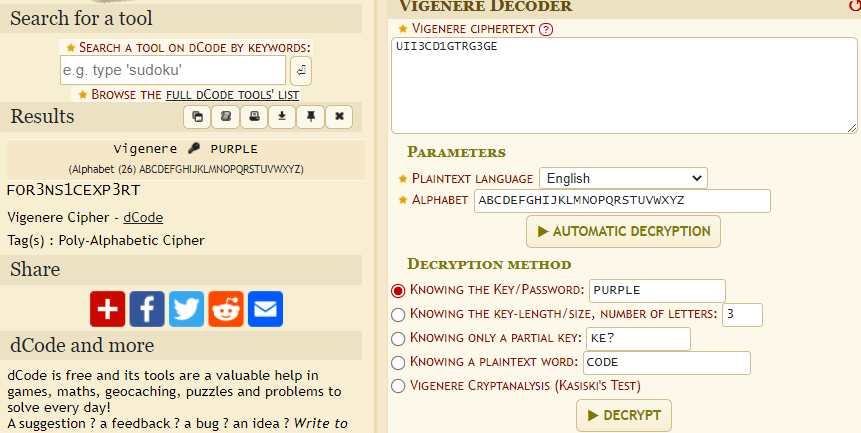 Search for a tool
★ Search a tool on dCode by keywords:
e.g. type 'sudoku'
★ Browse the full dCode tools' list
Results
Vigenere PURPLE
(Alphabet (26) ABCDEFGHIJKLMNOPQRSTUVWXYZ)
FOR3NS1CEXP3RT
Vigenere Cipher - dCode
Tag(s) : Poly-Alphabetic Cipher
Share
dCode and more
dCode is free and its tools are a valuable help in
games, maths, geocaching, puzzles and problems to
solve every day!
A suggestion ? a feedback ? a bug ? an idea ? Write to
Vigenere Decoder
★ Vigenere ciphertext ?
UII3CD1GTRG3GE
Parameters
★ Plaintext language English
★ Alphabet ABCDEFGHIJKLMNOPQRSTUVWXYZ
▶ AUTOMATIC DECRYPTION
Decryption method
Knowing the Key/Password: PURPLE
Knowing the key-length/size, number of letters: 3
Knowing only a partial key: KE?
Knowing a plaintext word: CODE
Vigenere Cryptanalysis (Kasiski's Test)
▶ DECRYPT